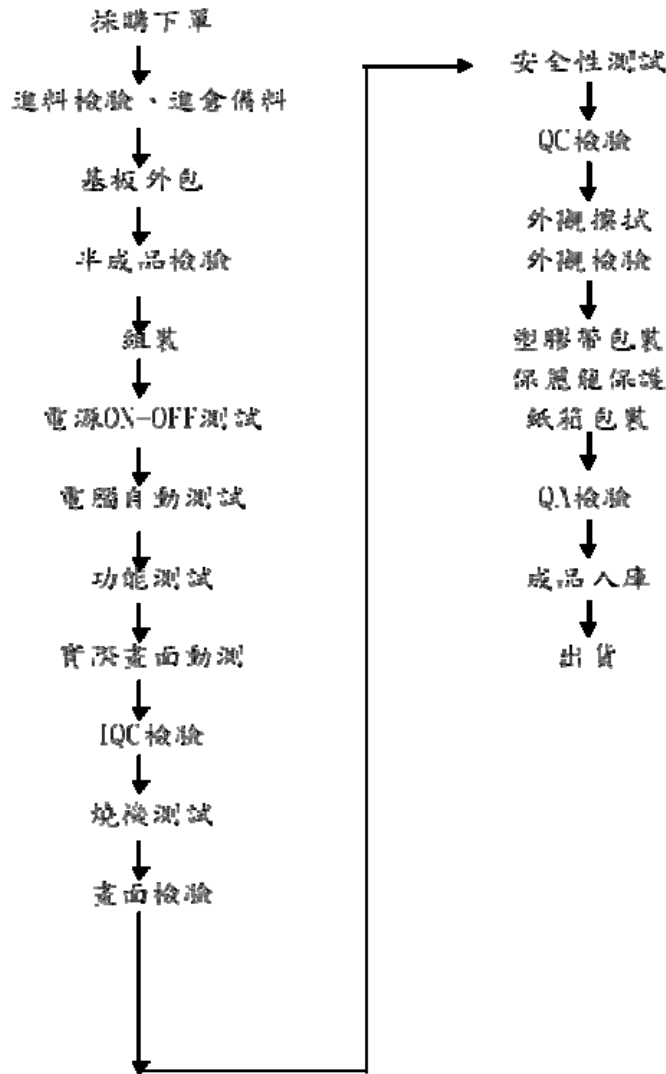 採購下單
進料檢驗、進倉備料
基板外包
半成品檢驗
組裝
電源ON-OFF測試
電腦自動測試
功能測試
實際畫面動測
IQC檢驗
燒機測試
畫面檢驗
安全性測試
QC檢驗
外觀擦拭
外觀檢驗
塑膠帶包裝
保麗龍保護
紙箱包裝
QA檢驗
成品入庫
出貨